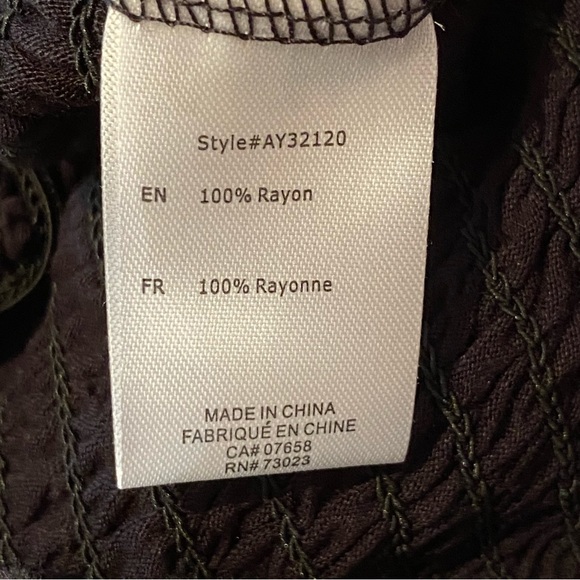 Style#AY32120
EN 100% Rayon
FR 100% Rayonne
MADE IN CHINA
FABRIQUÉ EN CHINE
CA# 07658
RN# 73023